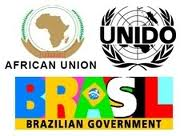 UNIDO
AFRICAN UNION
BRASIL
BRAZILIAN GOVERNMENT